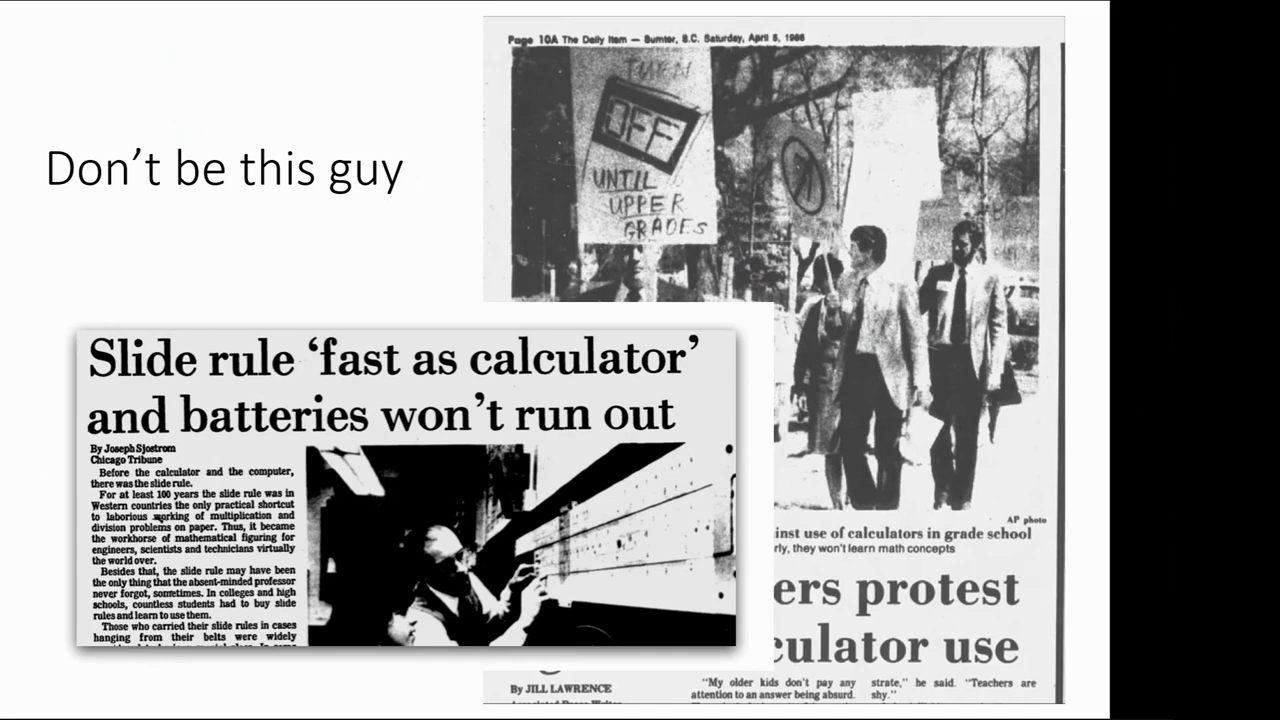 Don't be this guy
Page 10A The Daily Item — Sumter, S.C. Saturday, April 5, 1986
TURN
OFF
UNTIL
UPPER
GRADES
AP photo
inst use of calculators in grade school
rly, they won't learn math concepts
ers protest
culator use
By JILL LAWRENCE
"My older kids don't pay any
attention to an answer being absurd.
strate," he said. "Teachers are
shy."
Slide rule 'fast as calculator'
and batteries won't run out
By Joseph Sjostrom
Chicago Tribune
Before the calculator and the computer,
there was the slide rule.
For at least 100 years the slide rule was in
Western countries the only practical shortcut
to laborious working of multiplication and
division problems on paper. Thus, it became
the workhorse of mathematical figuring for
engineers, scientists and technicians virtually
the world over.
Besides that, the slide rule may have been
the only thing that the absent-minded professor
never forgot, sometimes. In colleges and high
schools, countless students had to buy slide
rules and learn to use them.
Those who carried their slide rules in cases
hanging from their belts were widely